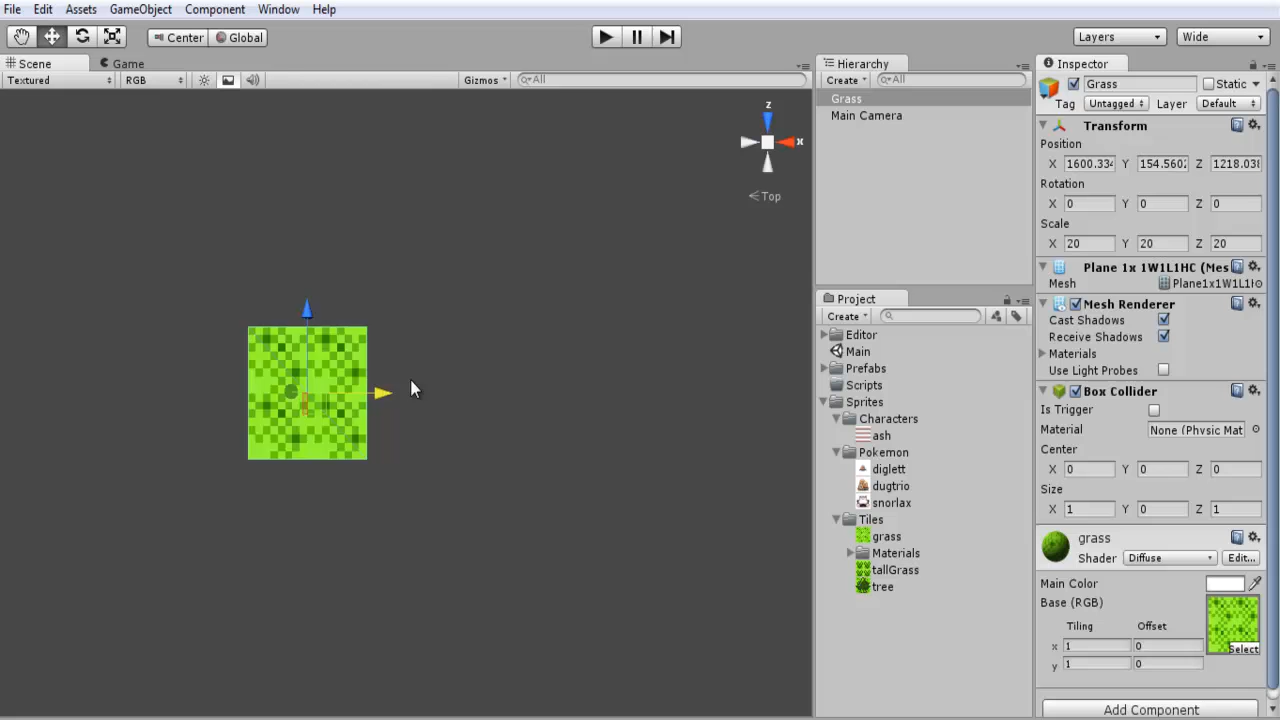 File Edit Assets GameObject Component Window Help
Center Global Layers Wide
Scene Game
Textured RGB Gizmos All
z
x
Top
Hierarchy
Create All
Grass
Main Camera
Project
Create
Editor
Main
Prefabs
Scripts
Sprites
Characters
ash
Pokemon
diglett
dugtrio
snorlax
Tiles
grass
Materials
tallGrass
tree
Inspector
Grass Static
Tag Untagged Layer Default
Transform
Position
X 1600.334 Y 154.5602 Z 1218.038
Rotation
X 0 Y 0 Z 0
Scale
X 20 Y 20 Z 20
Plane 1x 1W1L1HC (Mes
Mesh Plane1x1W1L1H
Mesh Renderer
Cast Shadows
Receive Shadows
Materials
Use Light Probes
Box Collider
Is Trigger
Material None (Physic Mat
Center
X 0 Y 0 Z 0
Size
X 1 Y 0 Z 1
grass
Shader Diffuse Edit...
Main Color
Base (RGB)
Tiling Offset
x 1 0
y 1 0
Select
Add Component